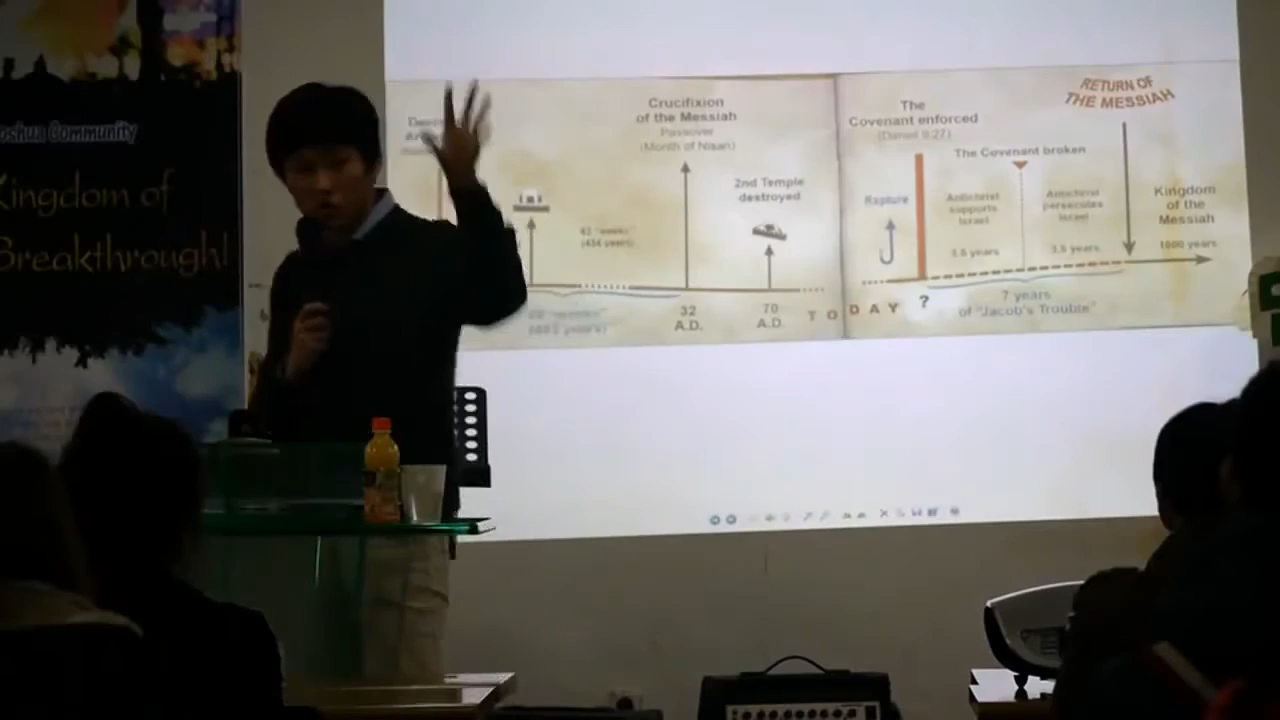 oshua Community
Kingdom of
Breakthrough!
Crucifixion
of the Messiah
Passover
(Month of Nisan)
2nd Temple
destroyed
62 "weeks"
(434 years)
32
A.D.
70
A.D.
TODAY
The
Covenant enforced
(Daniel 9:27)
The Covenant broken
Rapture
Antichrist
supports
Israel
3.5 years
Antichrist
persecutes
Israel
3.5 years
?
7 years
of "Jacob's Trouble"
RETURN OF
THE MESSIAH
Kingdom
of the
Messiah
1000 years